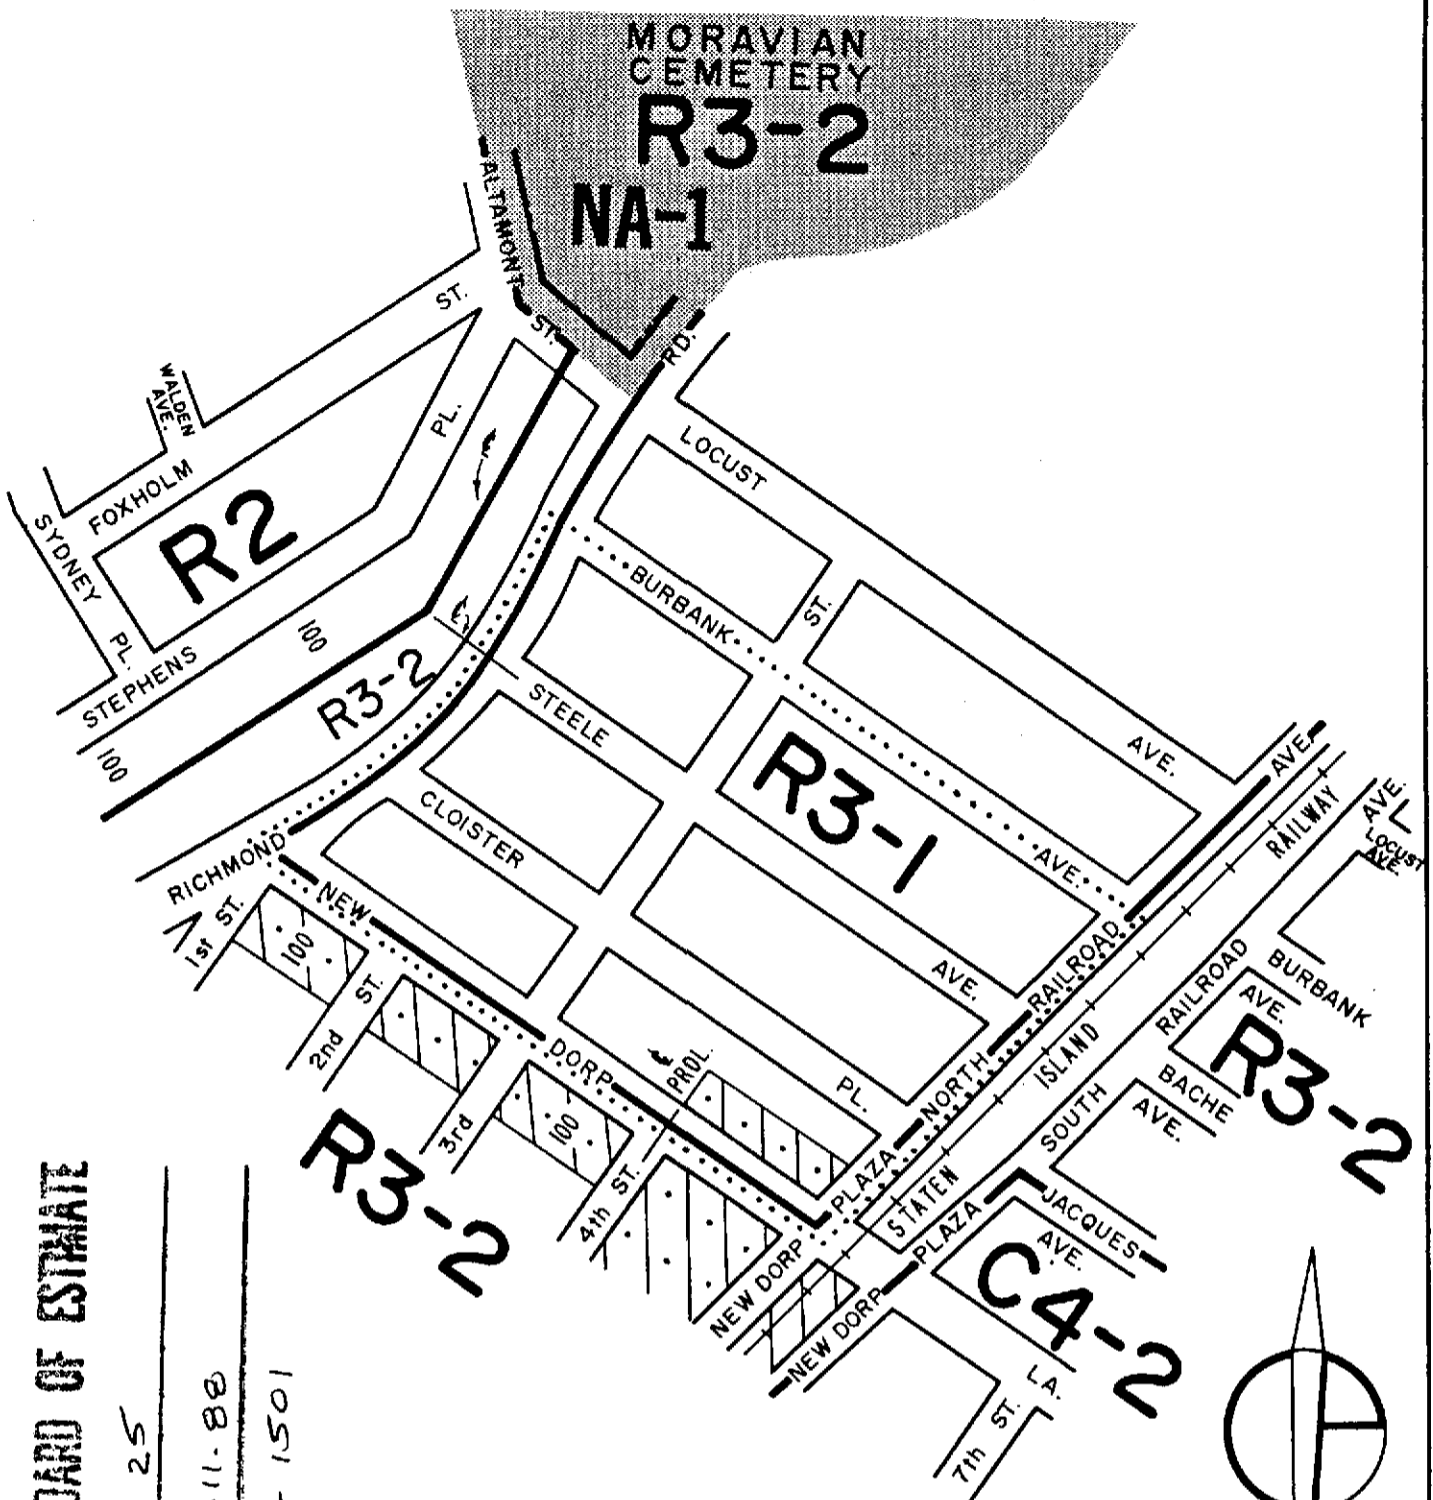 MORAVIAN
CEMETERY
R3-2
NA-1
ALTAMONT
ST.
RD.
ST.
WALDEN
AVE.
PL.
LOCUST
FOXHOLM
R2
SYDNEY
PL.
BURBANK
ST.
100
STEPHENS
R3-2
STEELE
100
AVE.
AVE.
RAILWAY
AVE.
LOCUST
AVE.
R3-1
CLOISTER
AVE.
RICHMOND
NEW
1st ST.
100
AVE.
RAILROAD
RAILROAD
BURBANK
AVE.
2nd ST.
DORP
PROL.
PL.
NORTH
ISLAND
SOUTH
BACHE
AVE.
R3-2
3rd
100
R3-2
4th ST.
PLAZA
STATEN
PLAZA
JACQUES
AVE.
NEW DORP
NEW DORP
C4-2
LA.
7th ST.
OARD OF ESTIMATE
25
11-88
1501